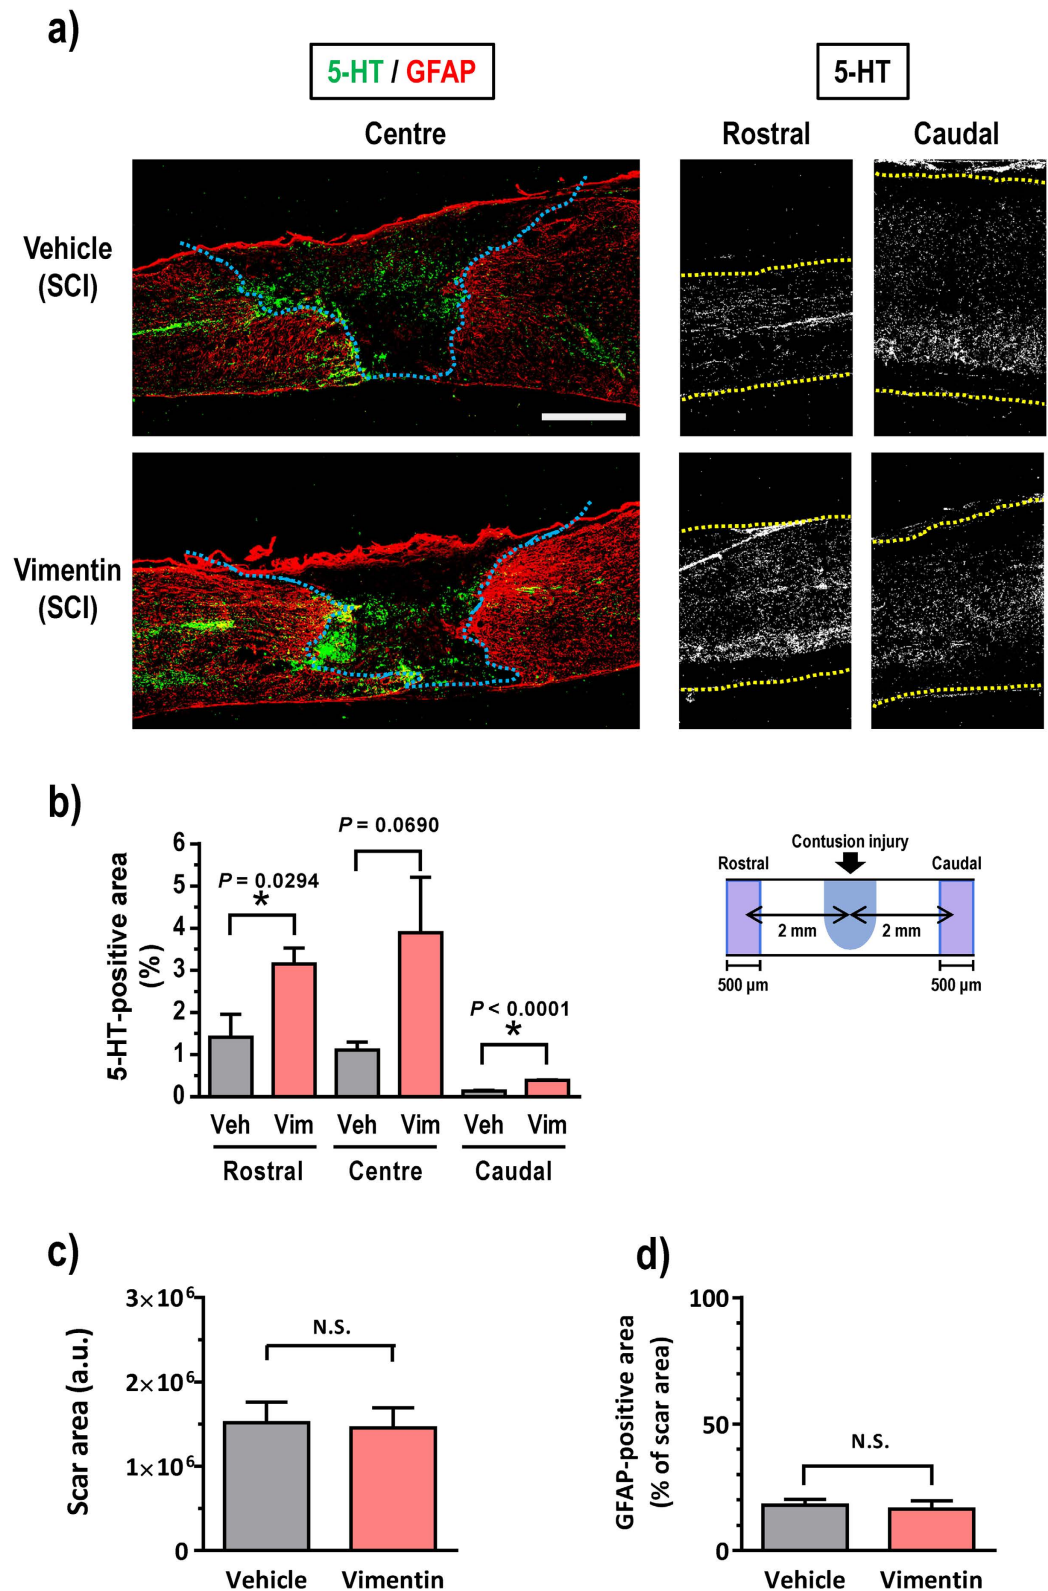 a)
5-HT / GFAP
5-HT
Centre
Rostral
Caudal
Vehicle
(SCI)
Vimentin
(SCI)
b)
5-HT-positive area
(%)
6
5
4
3
2
1
0
P = 0.0294
*
P = 0.0690
P < 0.0001
*
Veh
Vim
Veh
Vim
Veh
Vim
Rostral
Centre
Caudal
Contusion injury
Rostral
Caudal
2 mm
2 mm
500 µm
500 µm
c)
Scar area (a.u.)
3×10⁶
2×10⁶
1×10⁶
0
N.S.
Vehicle
Vimentin
d)
GFAP-positive area
(% of scar area)
100
50
0
N.S.
Vehicle
Vimentin